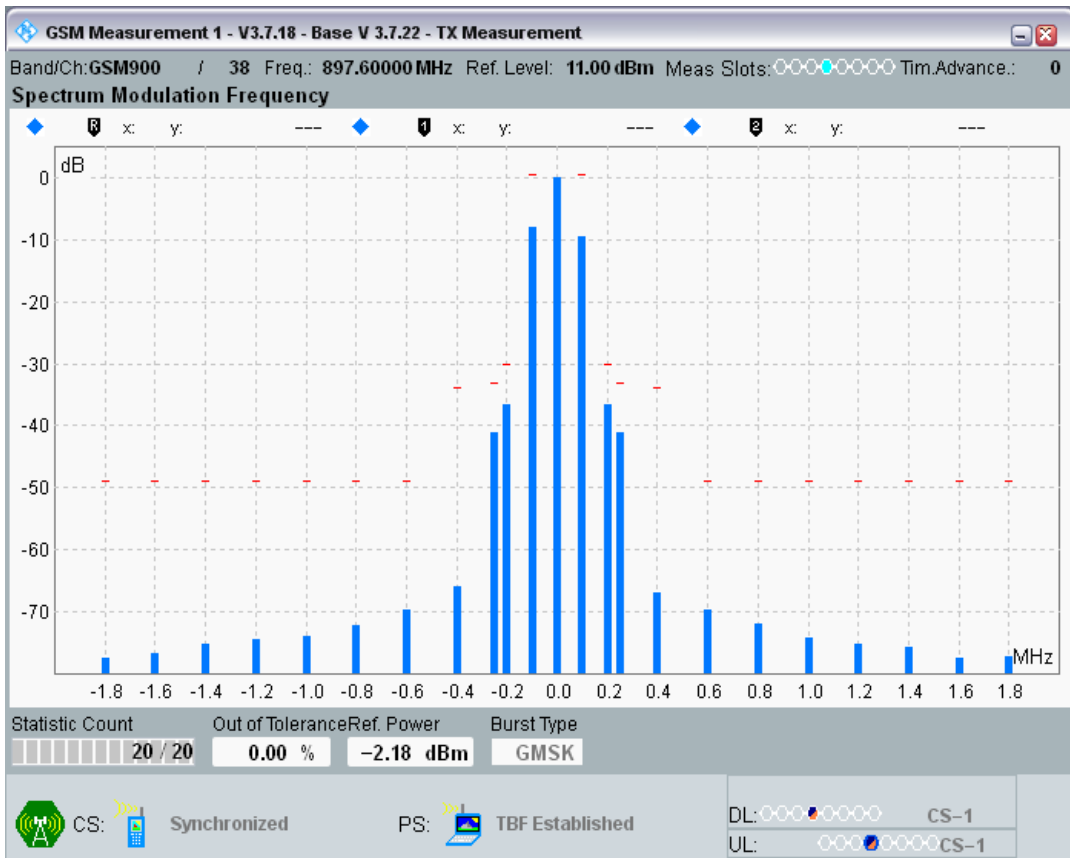 GSM Measurement 1 - V3.7.18 - Base V 3.7.22 - TX Measurement
Band/Ch:GSM900 / 38 Freq.: 897.60000 MHz Ref. Level: 11.00 dBm Meas Slots: Tim.Advance.: 0
Spectrum Modulation Frequency
R x: y: --- 1 x: y: --- 2 x: y: ---
dB
0
-10
-20
-30
-40
-50
-60
-70
MHz
-1.8 -1.6 -1.4 -1.2 -1.0 -0.8 -0.6 -0.4 -0.2 0.0 0.2 0.4 0.6 0.8 1.0 1.2 1.4 1.6 1.8
Statistic Count Out of Tolerance Ref. Power Burst Type
20 / 20 0.00 % −2.18 dBm GMSK
CS: Synchronized PS: TBF Established DL: CS−1
UL: CS−1